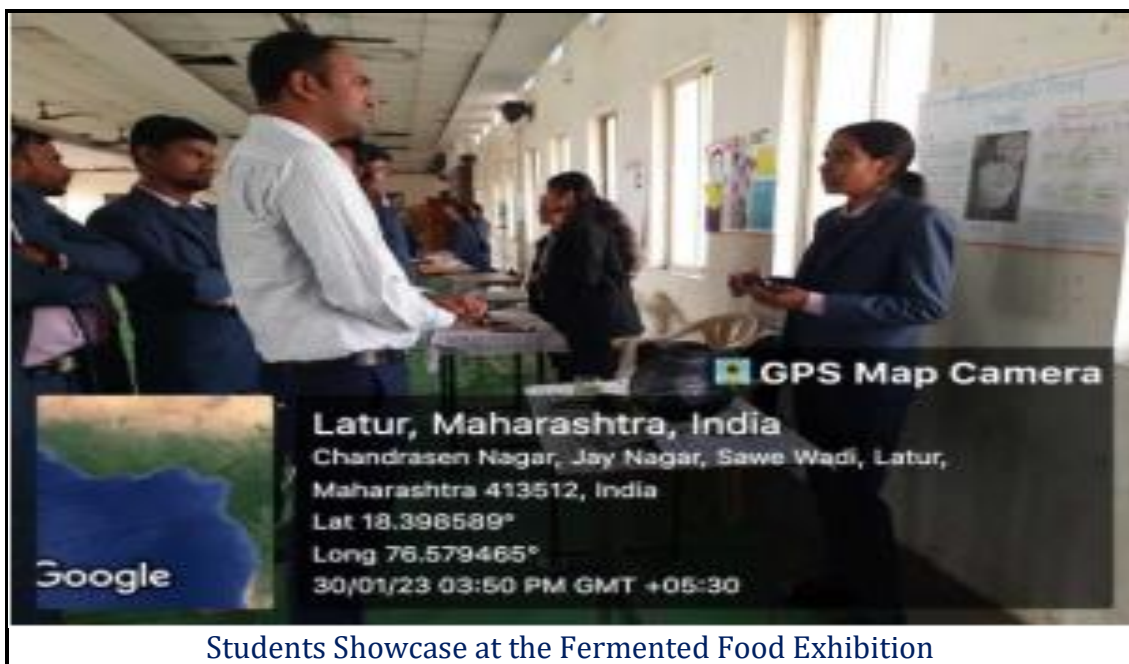 GPS Map Camera
Latur, Maharashtra, India
Chandrasen Nagar, Jay Nagar, Sawe Wadi, Latur,
Maharashtra 413512, India
Lat 18.398589°
Long 76.579465°
30/01/23 03:50 PM GMT +05:30
Google
Students Showcase at the Fermented Food Exhibition